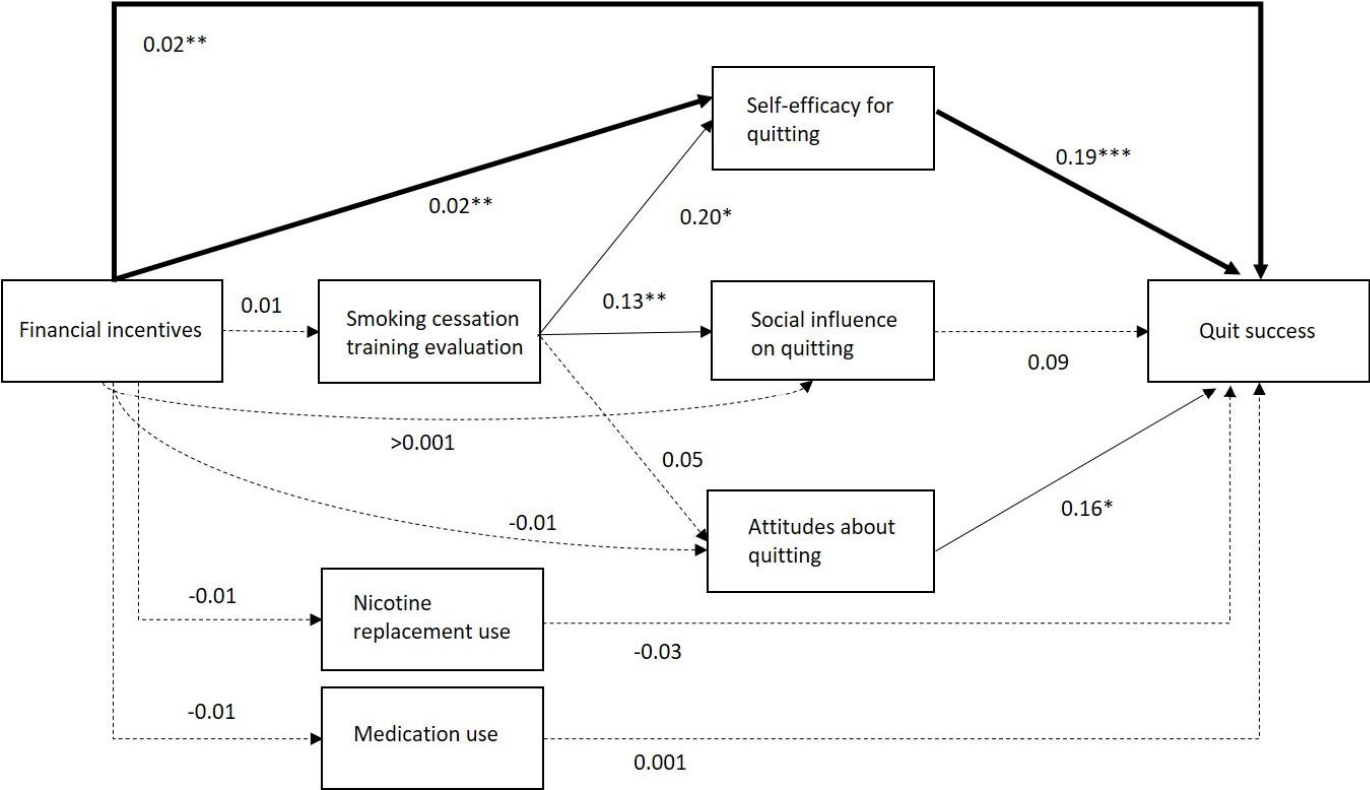 0.02**
Self-efficacy for
quitting
0.19***
0.02**
0.20*
Financial incentives
0.01
Smoking cessation
training evaluation
0.13**
Social influence
on quitting
0.09
Quit success
>0.001
0.05
-0.01
Attitudes about
quitting
0.16*
-0.01
Nicotine
replacement use
-0.03
-0.01
Medication use
0.001